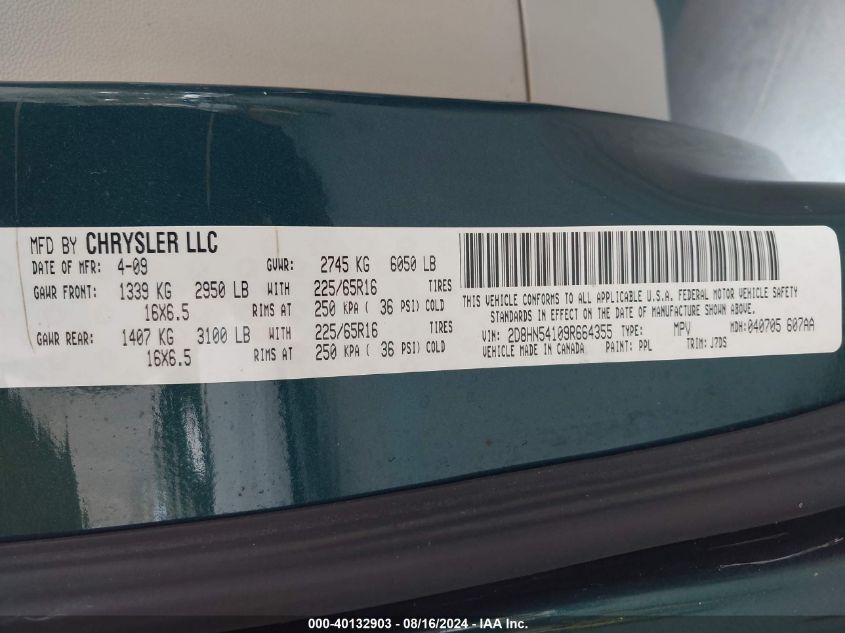 MFD BY CHRYSLER LLC
DATE OF MFR: 4-09 GVWR: 2745 KG 6050 LB
GAWR FRONT: 1339 KG 2950 LB WITH 225/65R16 TIRES
16X6.5 RIMS AT 250 KPA ( 36 PSI) COLD
GAWR REAR: 1407 KG 3100 LB WITH 225/65R16 TIRES
16X6.5 RIMS AT 250 KPA ( 36 PSI) COLD
THIS VEHICLE CONFORMS TO ALL APPLICABLE U.S.A. FEDERAL MOTOR VEHICLE SAFETY
STANDARDS IN EFFECT ON THE DATE OF MANUFACTURE SHOWN ABOVE.
VIN: 2D8HN54109R664355 TYPE: MPV MDH: 040705 607AA
VEHICLE MADE IN CANADA PAINT: PPL TRIM: J7DS
000-40132903 - 08/16/2024 - IAA Inc.